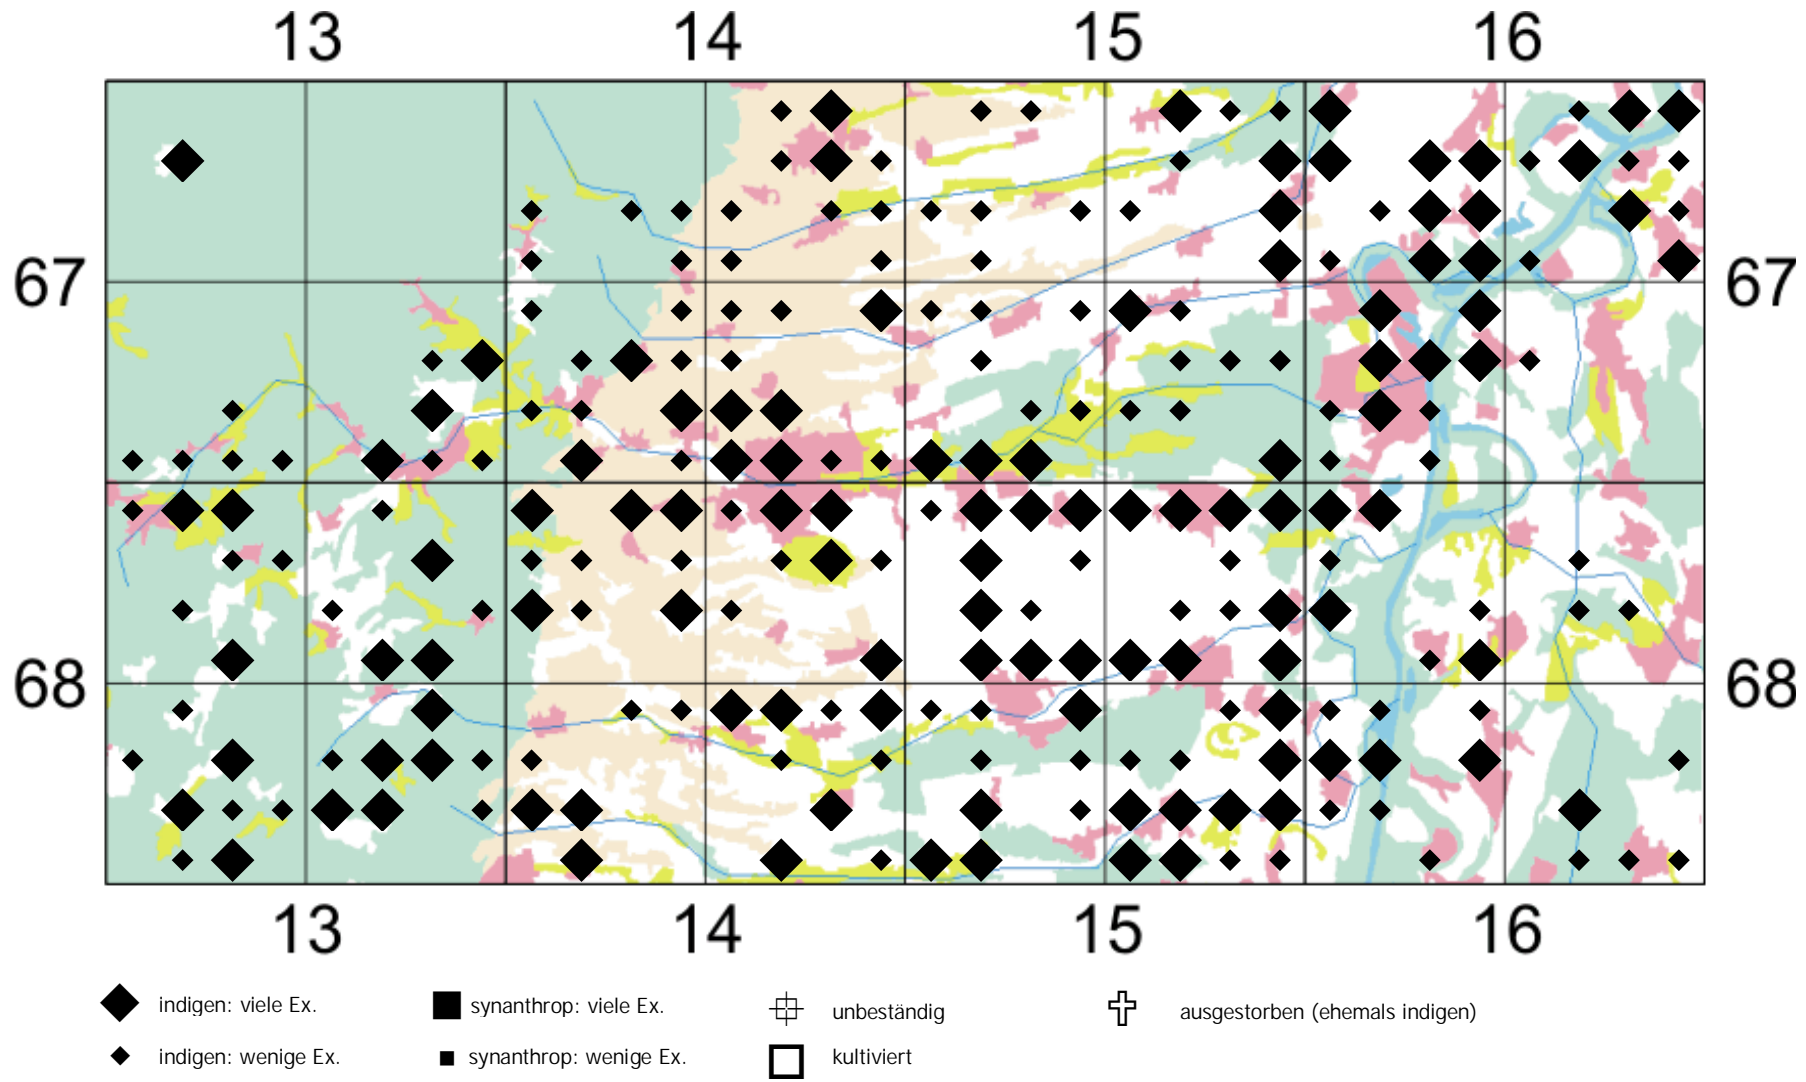 13 14 15 16
67 67
68 68
13 14 15 16
indigen: viele Ex. synanthrop: viele Ex. unbeständig ausgestorben (ehemals indigen)
indigen: wenige Ex. synanthrop: wenige Ex. kultiviert